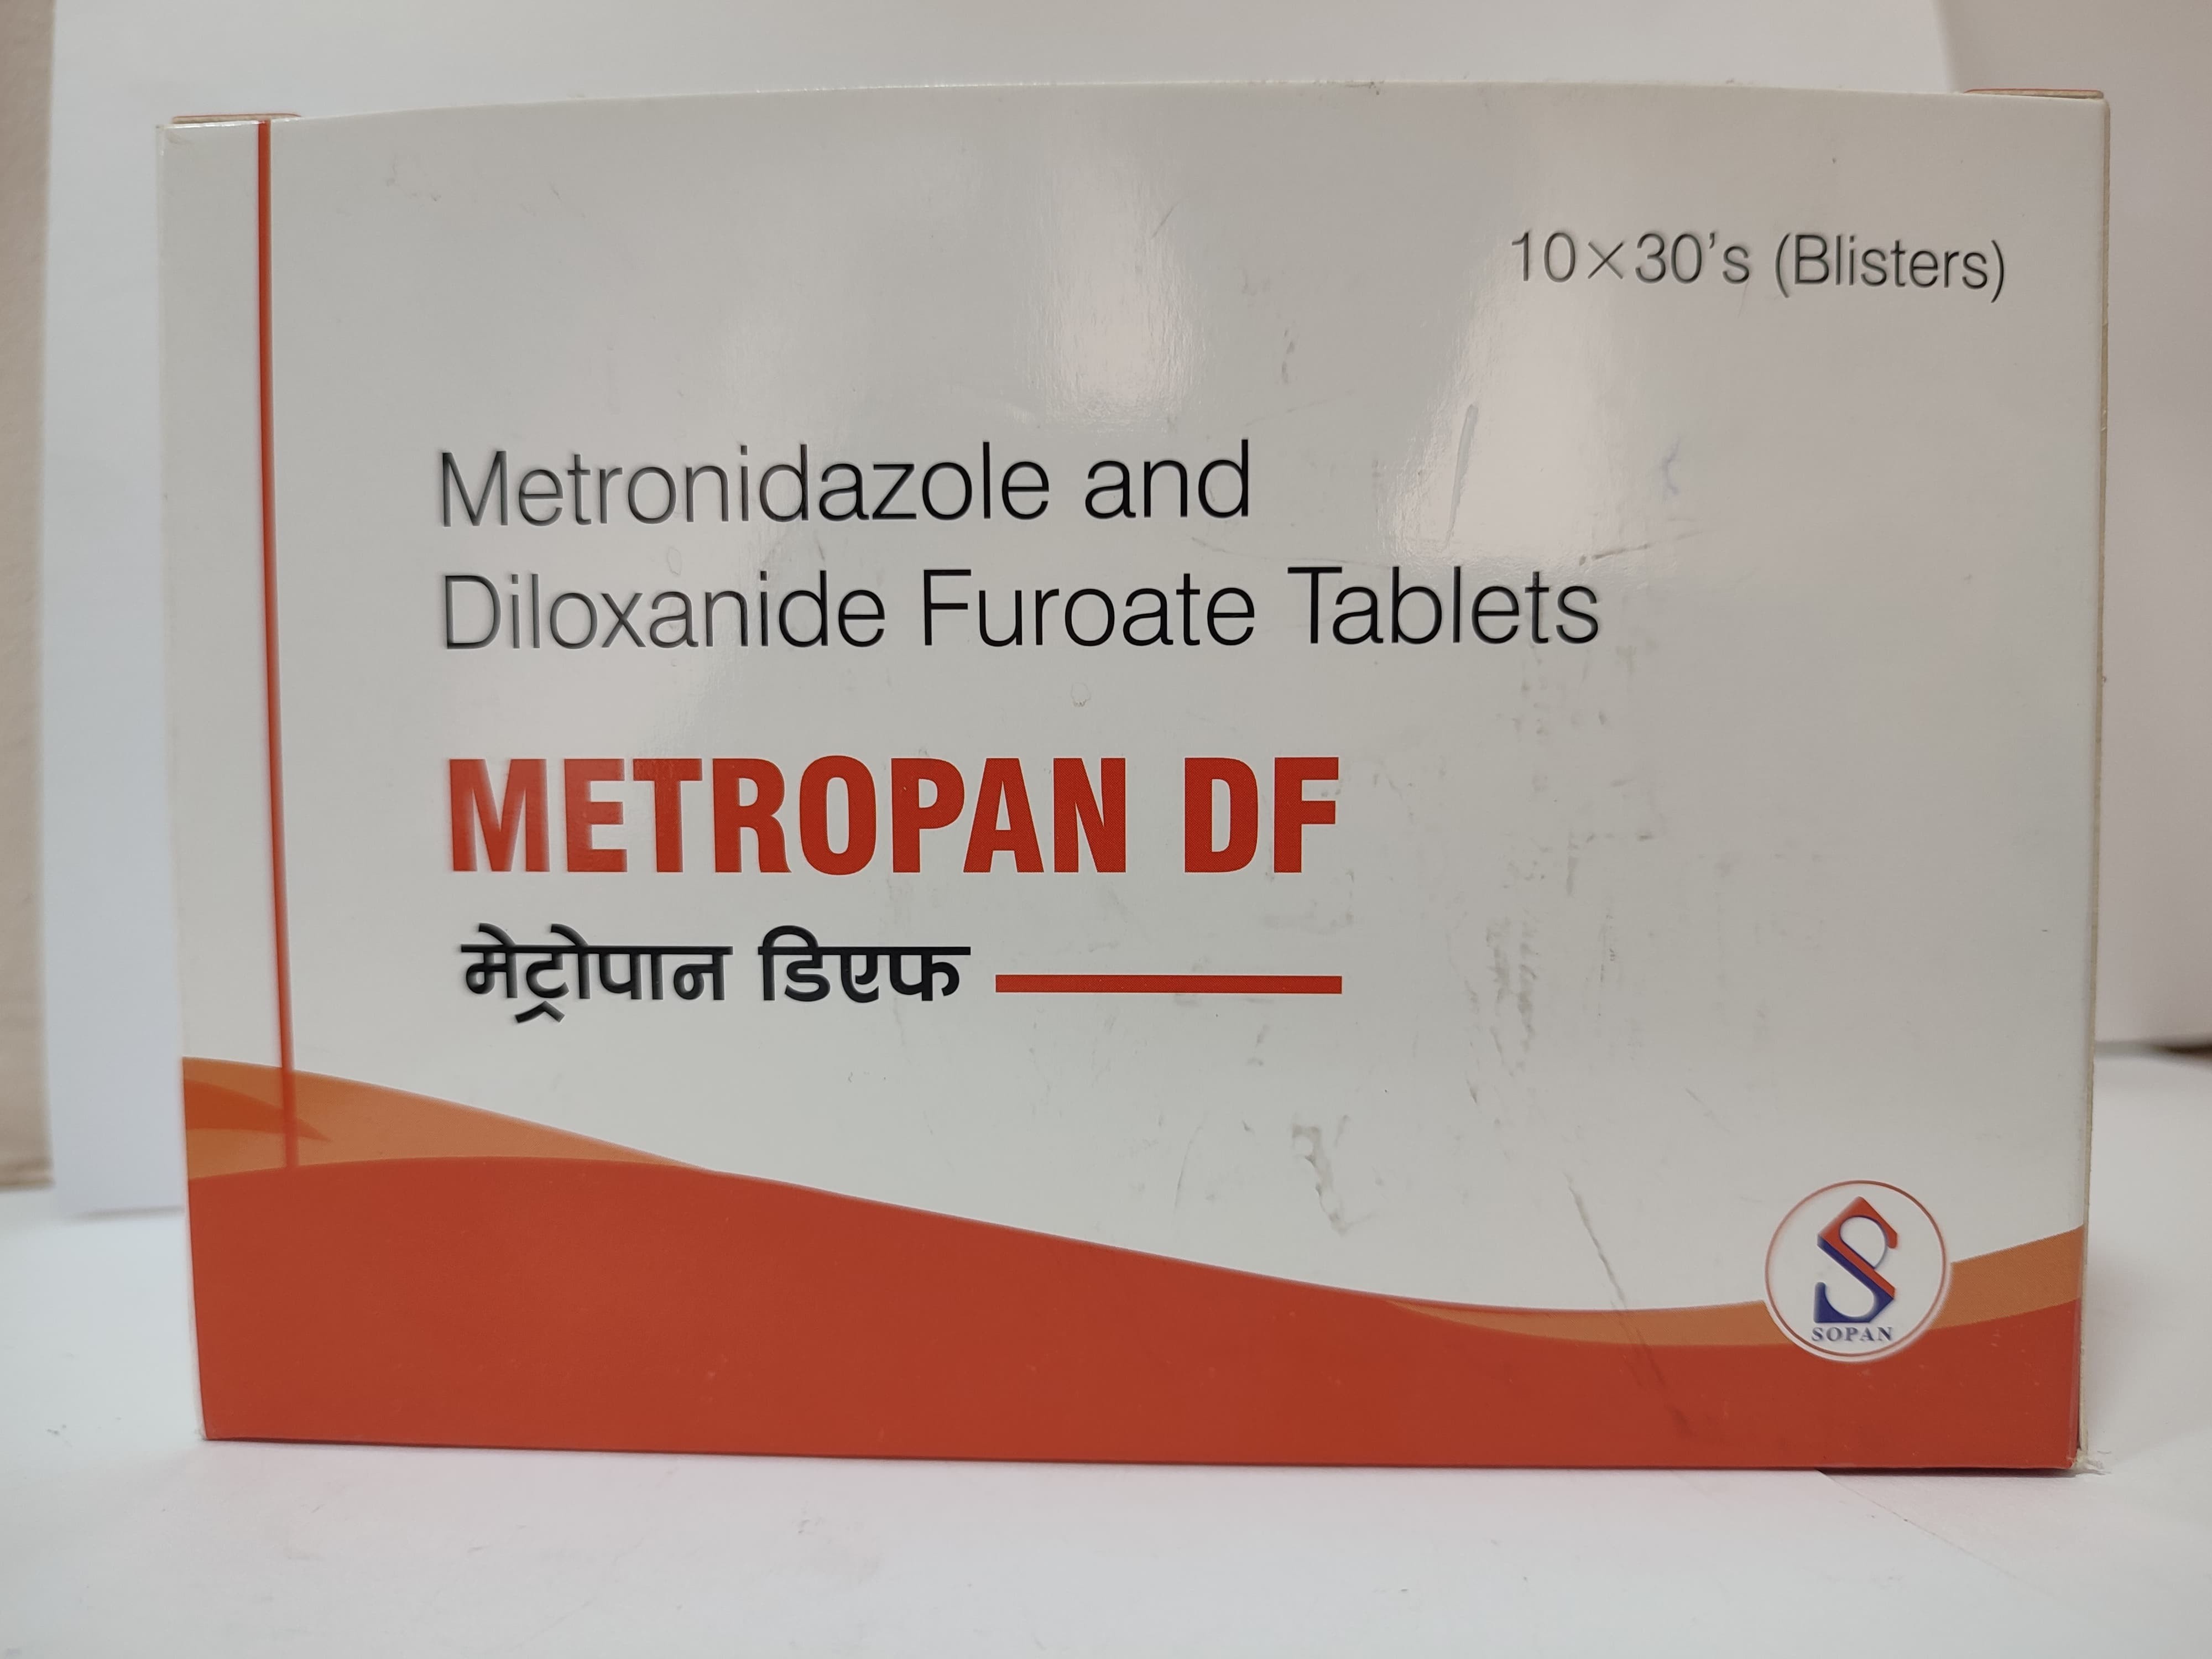 10×30's (Blisters)
Metronidazole and
Diloxanide Furoate Tablets
METROPAN DF
मेट्रोपान डिएफ
SOPAN